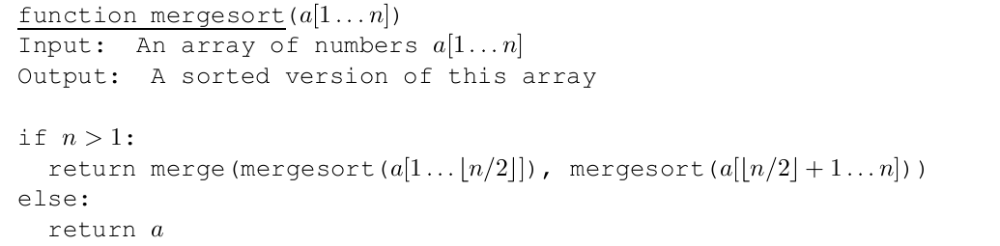 function mergesort(a[1...n])
Input: An array of numbers a[1...n]
Output: A sorted version of this array
if n > 1:
return merge(mergesort(a[1...⌊n/2⌋]), mergesort(a[⌊n/2⌋ + 1...n]))
else:
return a